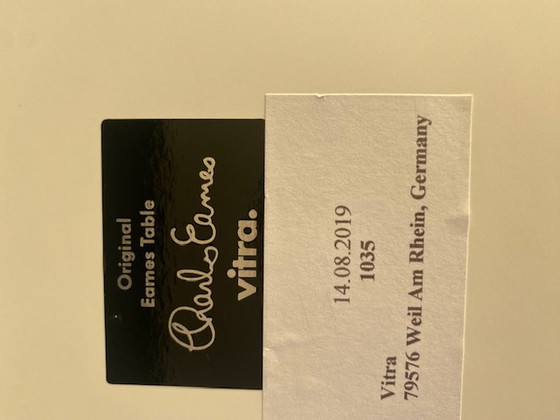 Original
Eames Table
Charles Eames
vitra.
14.08.2019
1035
Vitra
79576 Weil Am Rhein, Germany